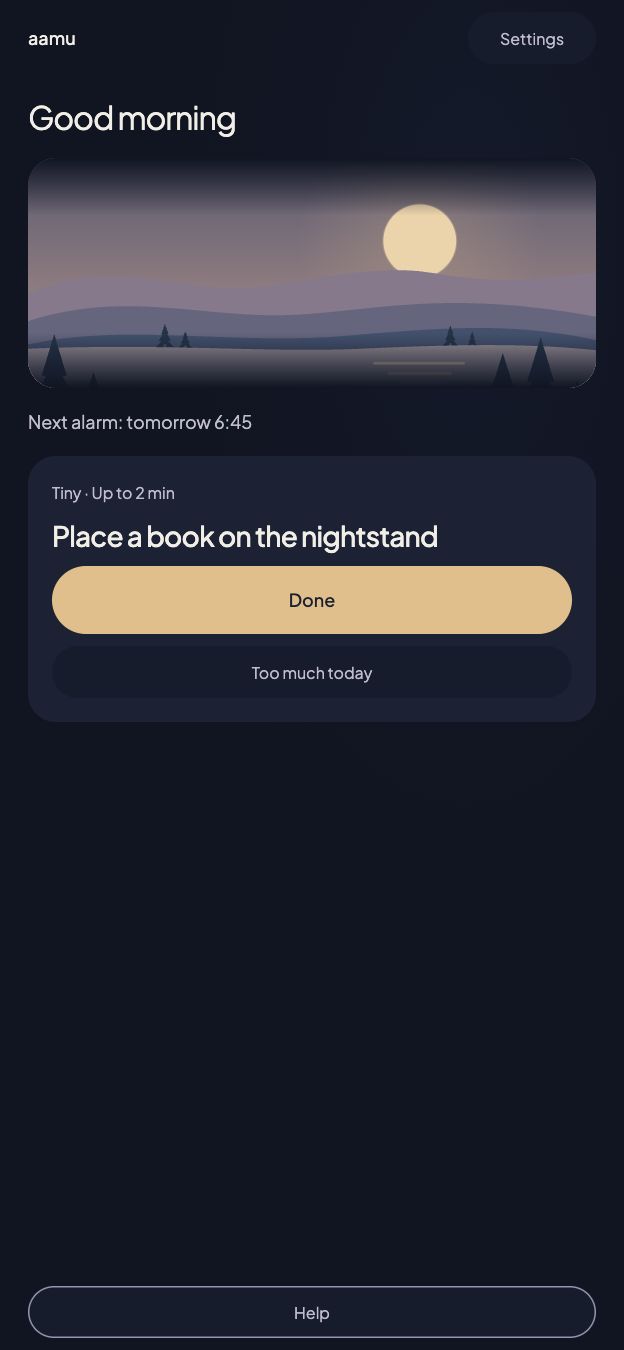 aamu
Settings
Good morning
Next alarm: tomorrow 6:45
Tiny · Up to 2 min
Place a book on the nightstand
Done
Too much today
Help